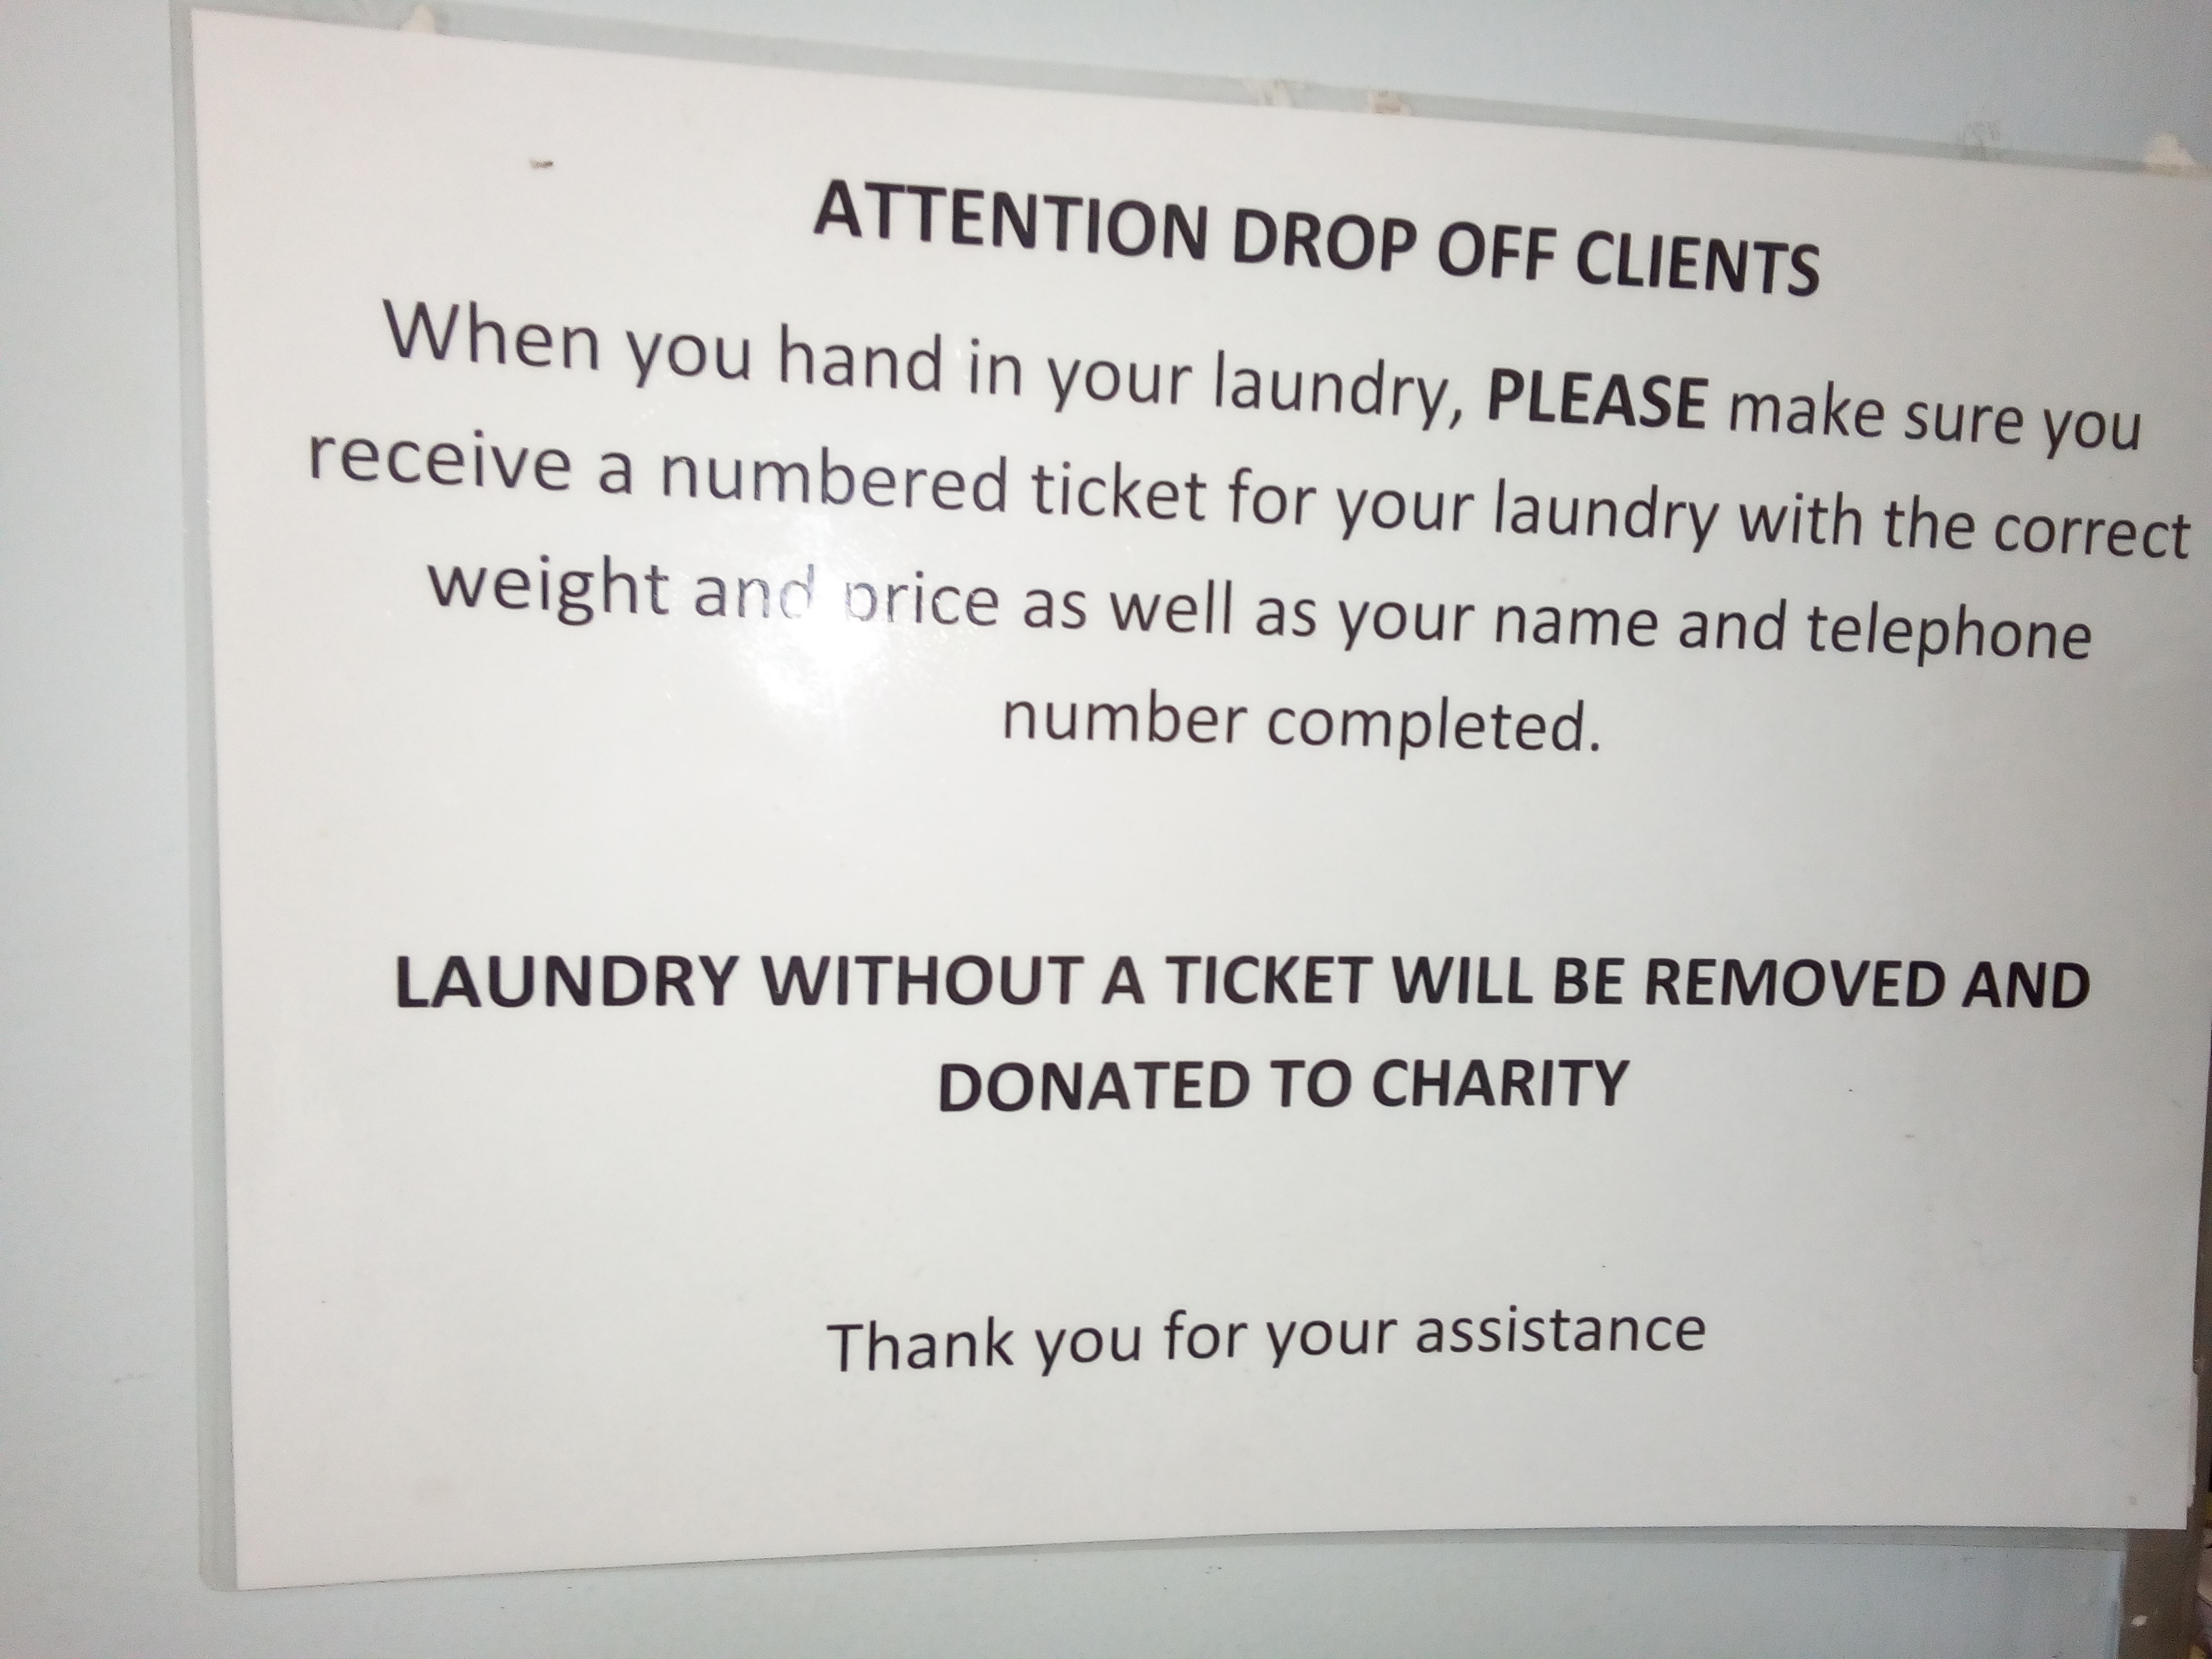 ATTENTION DROP OFF CLIENTS
When you hand in your laundry, PLEASE make sure you
receive a numbered ticket for your laundry with the correct
weight and price as well as your name and telephone
number completed.
LAUNDRY WITHOUT A TICKET WILL BE REMOVED AND
DONATED TO CHARITY
Thank you for your assistance